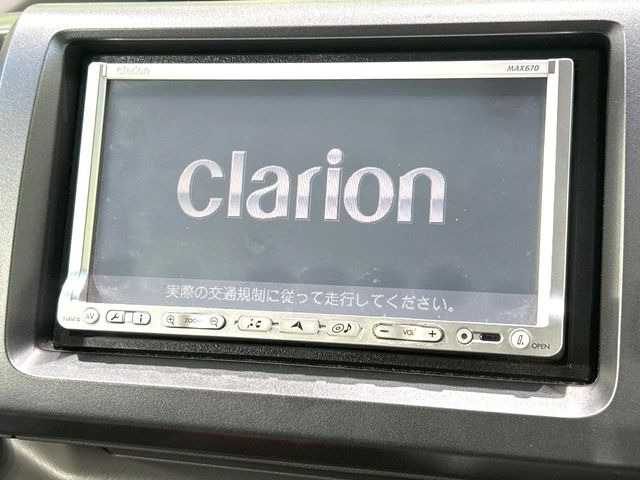 clarion
MAX670
clarion
実際の交通規制に従って走行してください。
NAVI
AV
i
ZOOM
VOL
OPEN